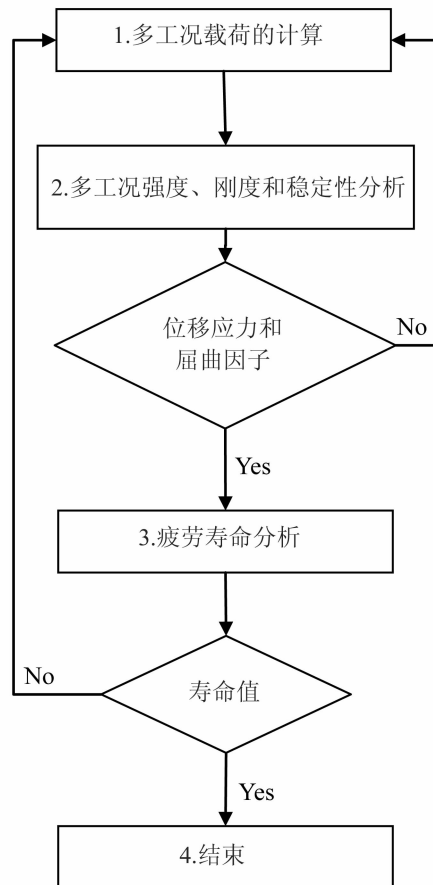 1.多工况载荷的计算
2.多工况强度、刚度和稳定性分析
位移应力和
屈曲因子
No
Yes
3.疲劳寿命分析
寿命值
No
Yes
4.结束